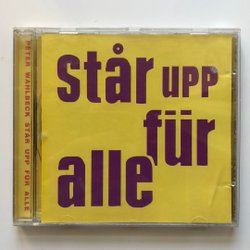 PETER WAHLBECK STÅR UPP FÜR ALLE
står UPP
für
alle